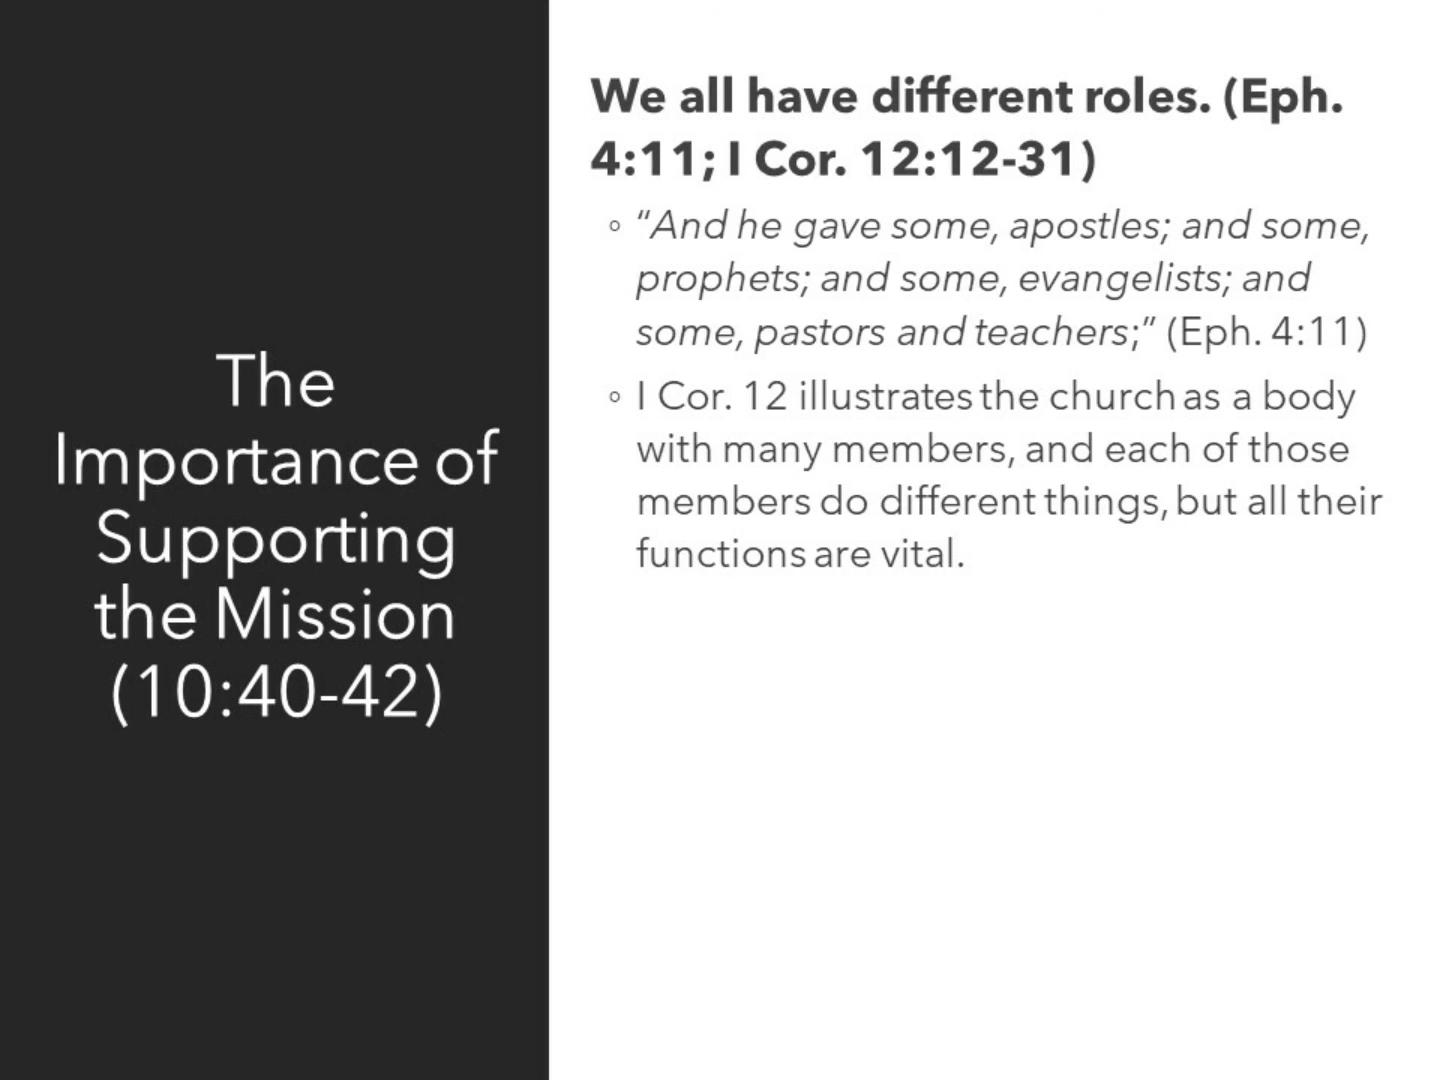 The
Importance of
Supporting
the Mission
(10:40-42)
We all have different roles. (Eph.
4:11; I Cor. 12:12-31)
◦ “And he gave some, apostles; and some,
prophets; and some, evangelists; and
some, pastors and teachers;” (Eph. 4:11)
◦ I Cor. 12 illustrates the church as a body
with many members, and each of those
members do different things, but all their
functions are vital.